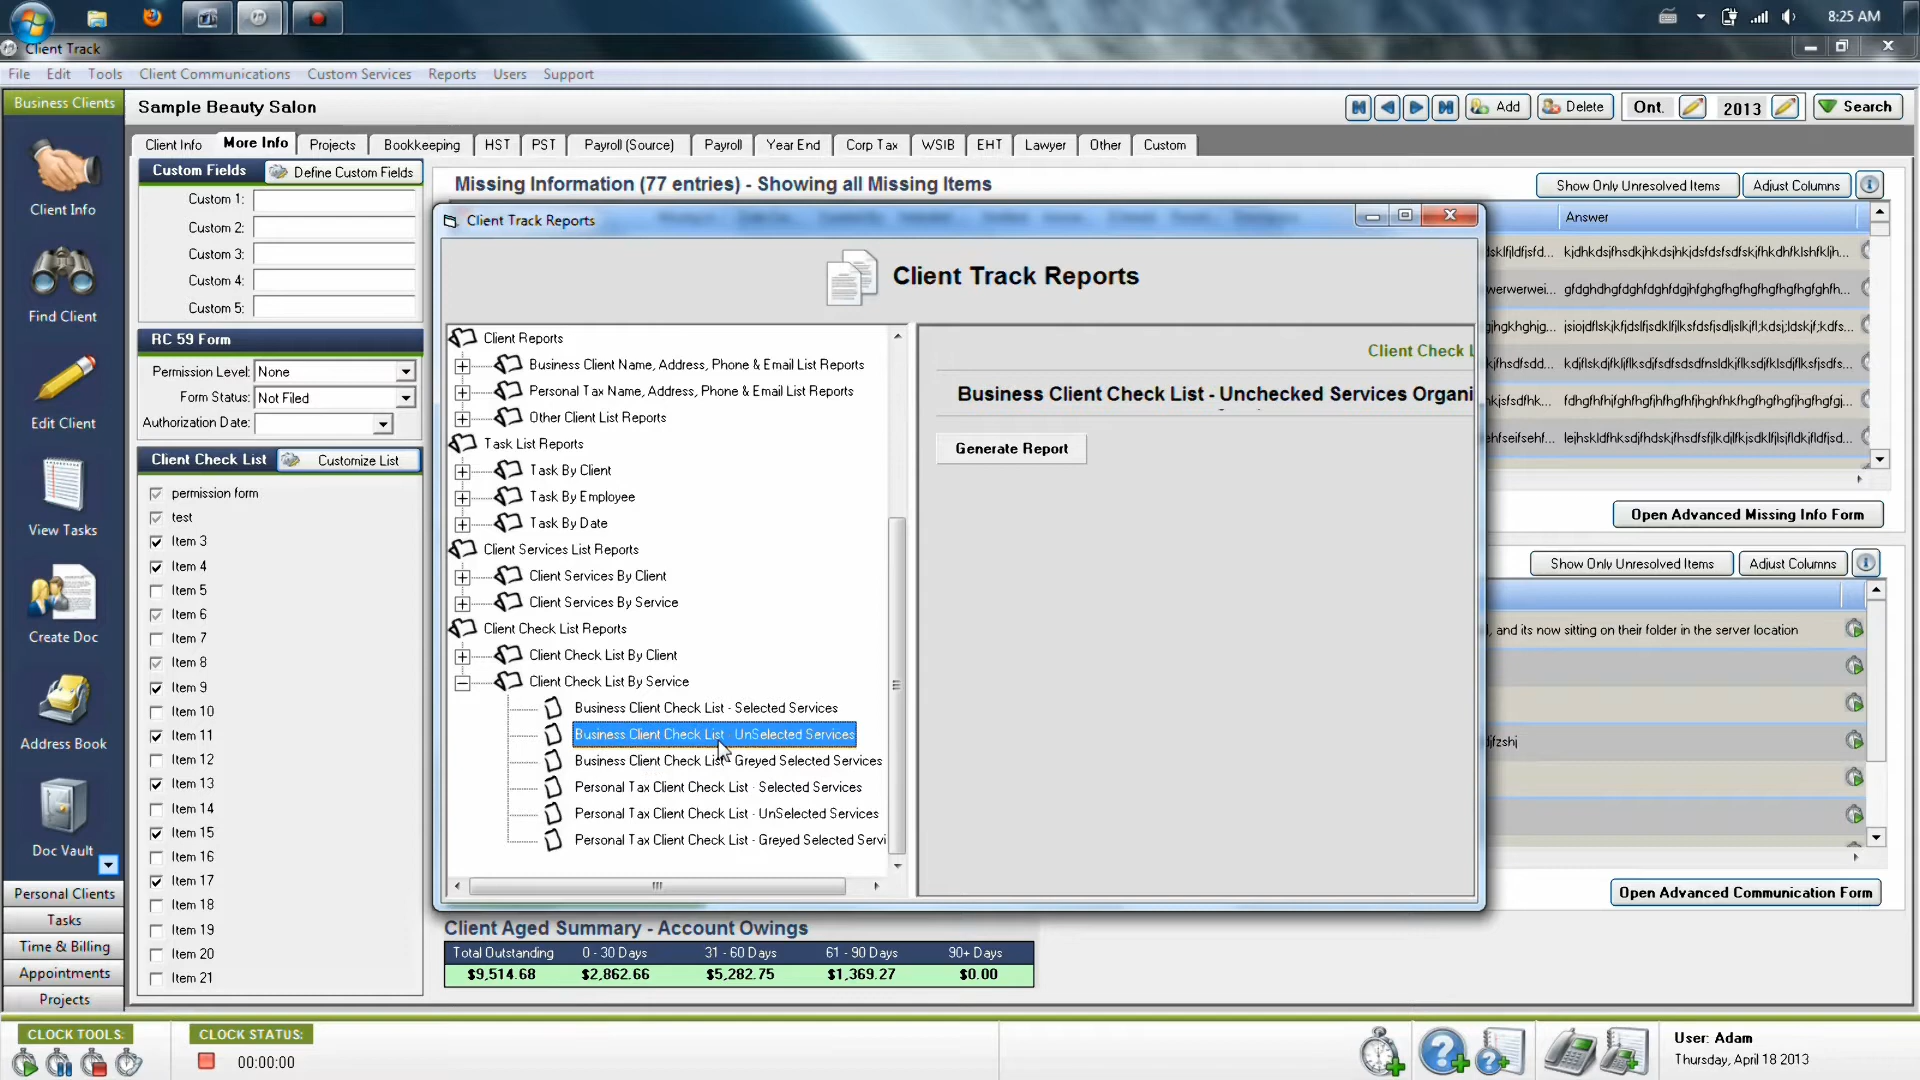 8:25 AM
Client Track
File Edit Tools Client Communications Custom Services Reports Users Support
Business Clients
Sample Beauty Salon
Add
Delete
Ont.
2013
Search
Client Info More Info Projects Bookkeeping HST PST Payroll (Source) Payroll Year End Corp Tax WSIB EHT Lawyer Other Custom
Custom Fields
Define Custom Fields
Custom 1:
Custom 2:
Custom 3:
Custom 4:
Custom 5:
RC 59 Form
Permission Level: None
Form Status: Not Filed
Authorization Date:
Client Check List
Customize List
permission form
test
Item 3
Item 4
Item 5
Item 6
Item 7
Item 8
Item 9
Item 10
Item 11
Item 12
Item 13
Item 14
Item 15
Item 16
Item 17
Item 18
Item 19
Item 20
Item 21
Client Info
Find Client
Edit Client
View Tasks
Create Doc
Address Book
Doc Vault
Personal Clients
Tasks
Time & Billing
Appointments
Projects
Missing Information (77 entries) - Showing all Missing Items
Show Only Unresolved Items
Adjust Columns
Answer
Client Track Reports
Client Track Reports
Client Reports
Business Client Name, Address, Phone & Email List Reports
Personal Tax Name, Address, Phone & Email List Reports
Other Client List Reports
Task List Reports
Task By Client
Task By Employee
Task By Date
Client Services List Reports
Client Services By Client
Client Services By Service
Client Check List Reports
Client Check List By Client
Client Check List By Service
Business Client Check List - Selected Services
Business Client Check List - UnSelected Services
Business Client Check List - Greyed Selected Services
Personal Tax Client Check List - Selected Services
Personal Tax Client Check List - UnSelected Services
Personal Tax Client Check List - Greyed Selected Servi
Client Check L
Business Client Check List - Unchecked Services Organi
Generate Report
Open Advanced Missing Info Form
Show Only Unresolved Items
Adjust Columns
, and its now sitting on their folder in the server location
djfzshj
Open Advanced Communication Form
Client Aged Summary - Account Owings
Total Outstanding 0 - 30 Days 31 - 60 Days 61 - 90 Days 90+ Days
$9,514.68 $2,862.66 $5,282.75 $1,369.27 $0.00
CLOCK TOOLS:
CLOCK STATUS:
00:00:00
User: Adam
Thursday, April 18 2013